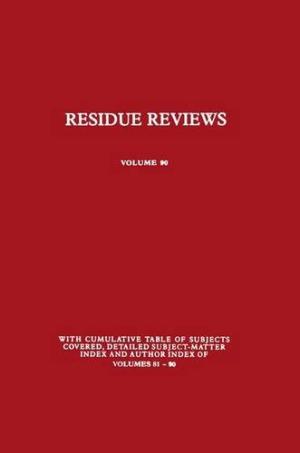 RESIDUE REVIEWS
VOLUME 90
WITH CUMULATIVE TABLE OF SUBJECTS
COVERED, DETAILED SUBJECT-MATTER
INDEX AND AUTHOR INDEX OF
VOLUMES 81 – 90